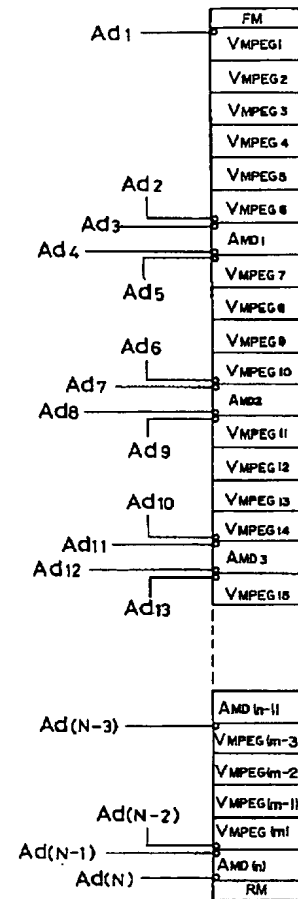 FM
Ad1
VMPEG1
VMPEG2
VMPEG3
VMPEG4
VMPEG5
Ad2
VMPEG6
Ad3
Ad4
AMD1
Ad5
VMPEG7
VMPEG8
VMPEG9
Ad6
VMPEG10
Ad7
Ad8
AMD2
Ad9
VMPEG11
VMPEG12
VMPEG13
Ad10
VMPEG14
Ad11
Ad12
AMD3
Ad13
VMPEG15
AMD(n-1)
Ad(N-3)
VMPEG(m-3
VMPEG(m-2
VMPEG(m-1)
Ad(N-2)
VMPEG(m)
Ad(N-1)
AMD(n)
Ad(N)
RM